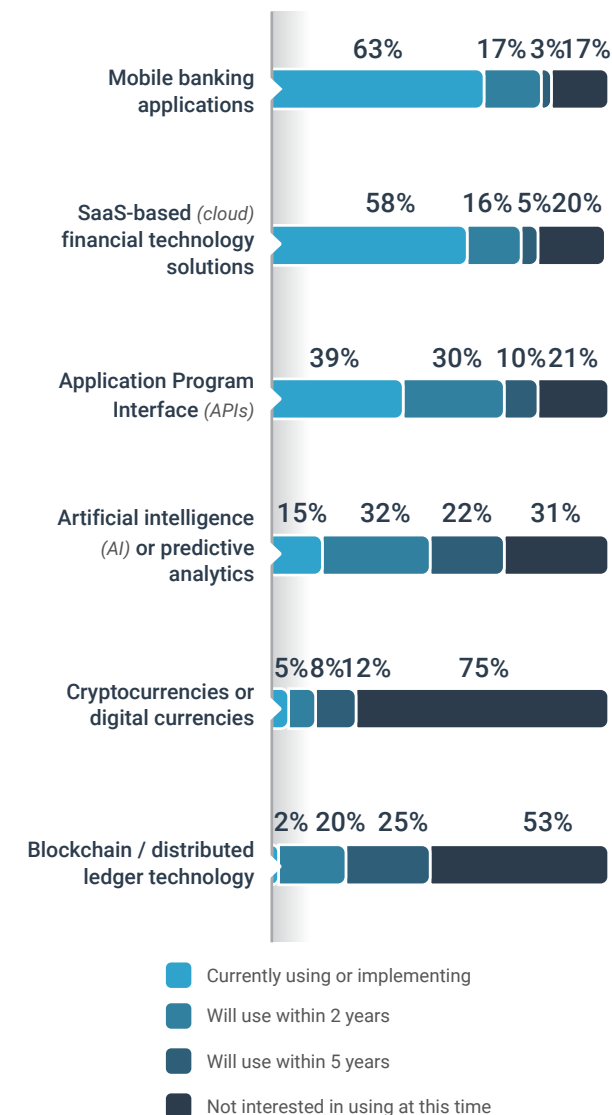 63% 17% 3% 17%
Mobile banking
applications
58% 16% 5% 20%
SaaS-based (cloud)
financial technology
solutions
39% 30% 10% 21%
Application Program
Interface (APIs)
15% 32% 22% 31%
Artificial intelligence
(AI) or predictive
analytics
5% 8% 12% 75%
Cryptocurrencies or
digital currencies
2% 20% 25% 53%
Blockchain / distributed
ledger technology
Currently using or implementing
Will use within 2 years
Will use within 5 years
Not interested in using at this time